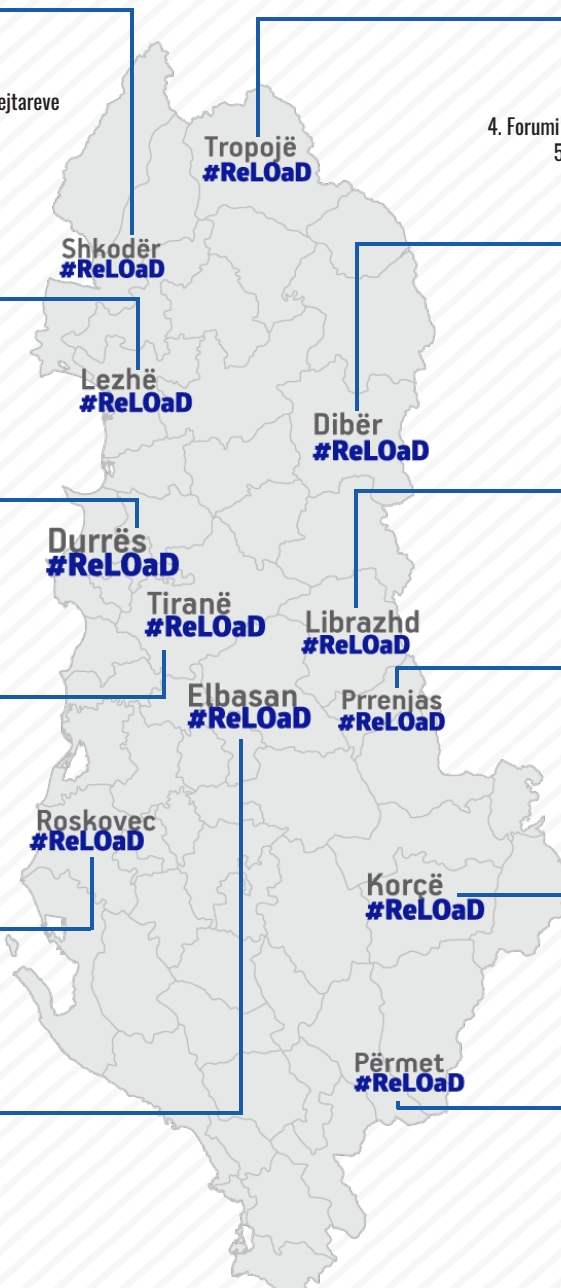 ejtareve
4. Forumi
5
Tropojë
#ReLOaD
Shkodër
#ReLOaD
Lezhë
#ReLOaD
Dibër
#ReLOaD
Durrës
#ReLOaD
Tiranë
#ReLOaD
Librazhd
#ReLOaD
Elbasan
#ReLOaD
Prrenjas
#ReLOaD
Roskovec
#ReLOaD
Korçë
#ReLOaD
Përmet
#ReLOaD